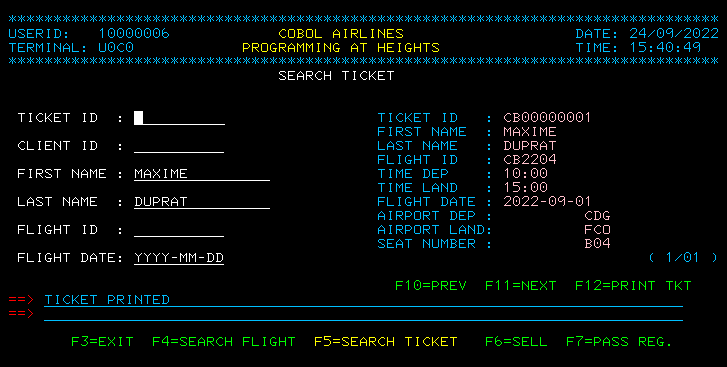 *******************************************************************************
USERID:   10000006            COBOL AIRLINES                   DATE: 24/09/2022
TERMINAL: U0C0            PROGRAMMING AT HEIGHTS               TIME: 15:40:49
*******************************************************************************
SEARCH TICKET
TICKET ID  : TICKET ID   : CB00000001
FIRST NAME  : MAXIME
CLIENT ID  : LAST NAME   : DUPRAT
FLIGHT ID   : CB2204
FIRST NAME : MAXIME TIME DEP    : 10:00
TIME LAND   : 15:00
LAST NAME  : DUPRAT FLIGHT DATE : 2022-09-01
AIRPORT DEP : CDG
FLIGHT ID  : AIRPORT LAND: FCO
SEAT NUMBER : B04
FLIGHT DATE: YYYY-MM-DD ( 1/01 )
F10=PREV  F11=NEXT  F12=PRINT TKT
==> TICKET PRINTED
==>
F3=EXIT  F4=SEARCH FLIGHT  F5=SEARCH TICKET   F6=SELL  F7=PASS REG.